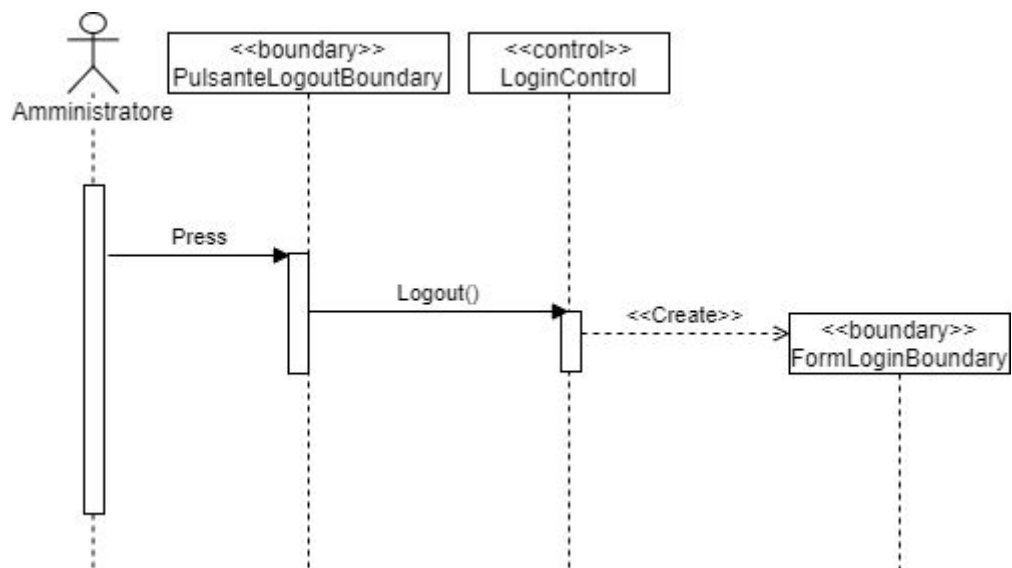 Amministratore
<<boundary>>
PulsanteLogoutBoundary
<<control>>
LoginControl
Press
Logout()
<<Create>>
<<boundary>>
FormLoginBoundary